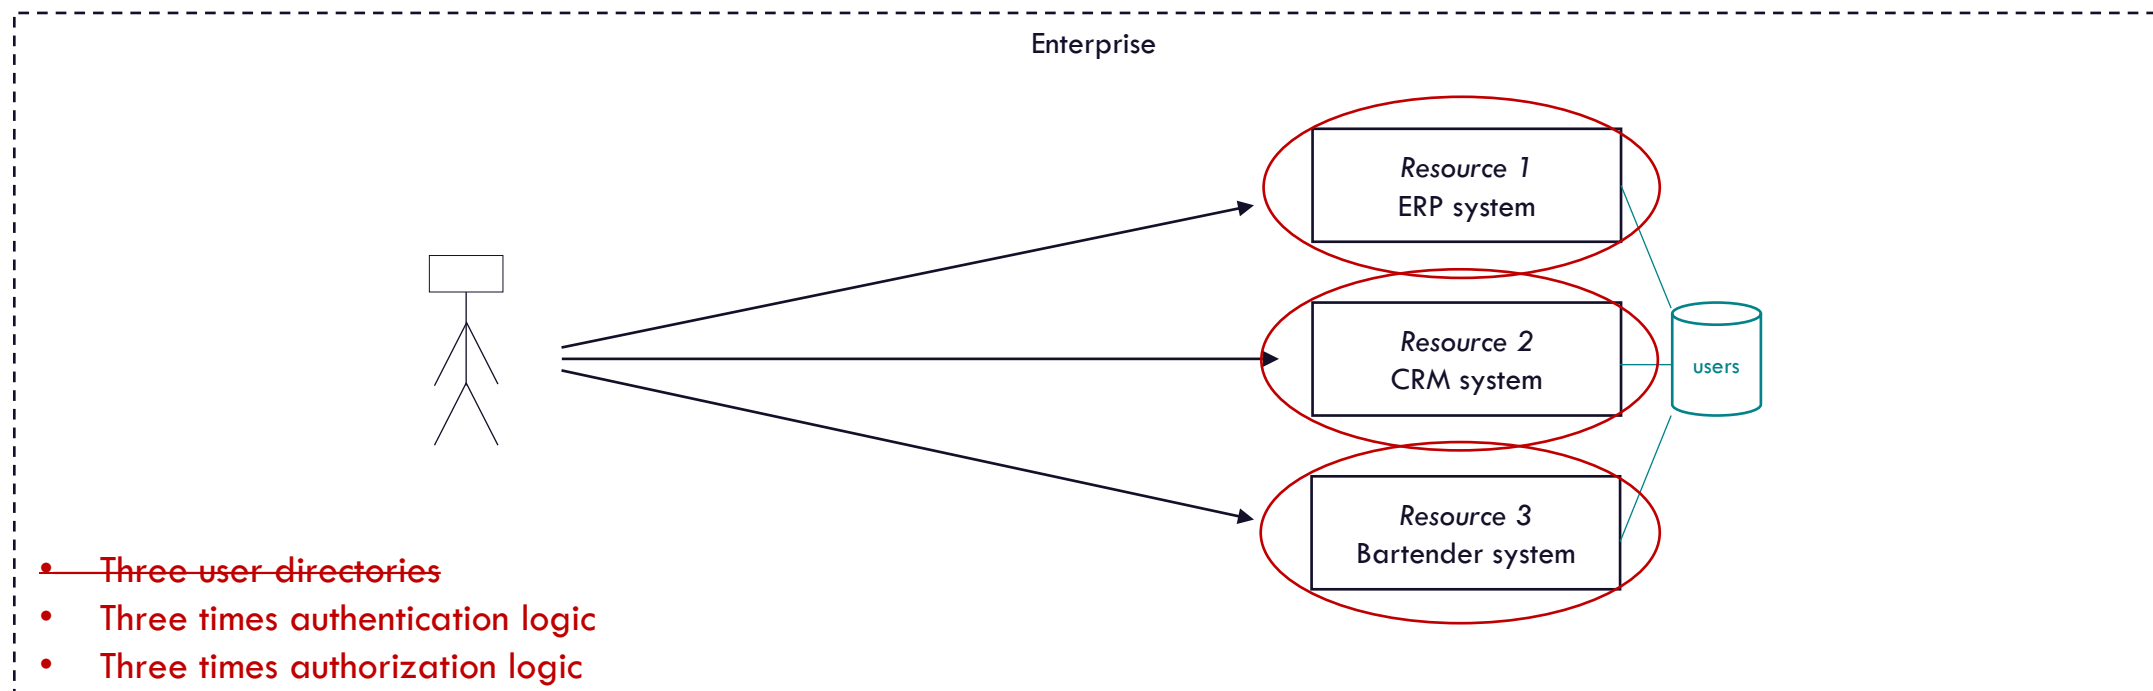 Enterprise
Resource 1
ERP system
Resource 2
CRM system
users
Resource 3
Bartender system
• Three user directories
• Three times authentication logic
• Three times authorization logic